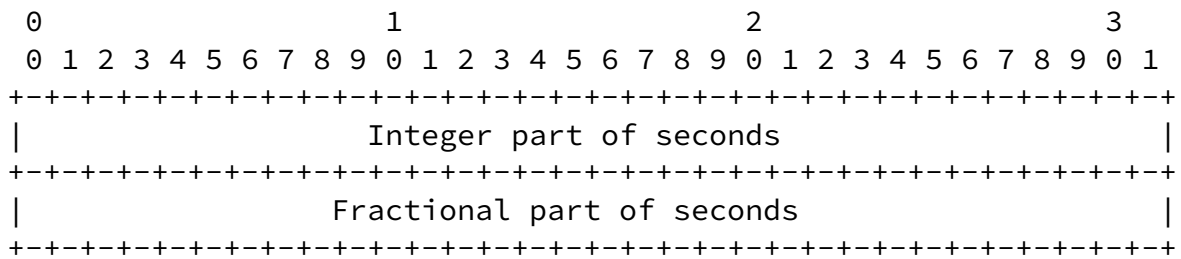 0                   1                   2                   3
 0 1 2 3 4 5 6 7 8 9 0 1 2 3 4 5 6 7 8 9 0 1 2 3 4 5 6 7 8 9 0 1
+-+-+-+-+-+-+-+-+-+-+-+-+-+-+-+-+-+-+-+-+-+-+-+-+-+-+-+-+-+-+-+-+
|                   Integer part of seconds                     |
+-+-+-+-+-+-+-+-+-+-+-+-+-+-+-+-+-+-+-+-+-+-+-+-+-+-+-+-+-+-+-+-+
|                 Fractional part of seconds                    |
+-+-+-+-+-+-+-+-+-+-+-+-+-+-+-+-+-+-+-+-+-+-+-+-+-+-+-+-+-+-+-+-+